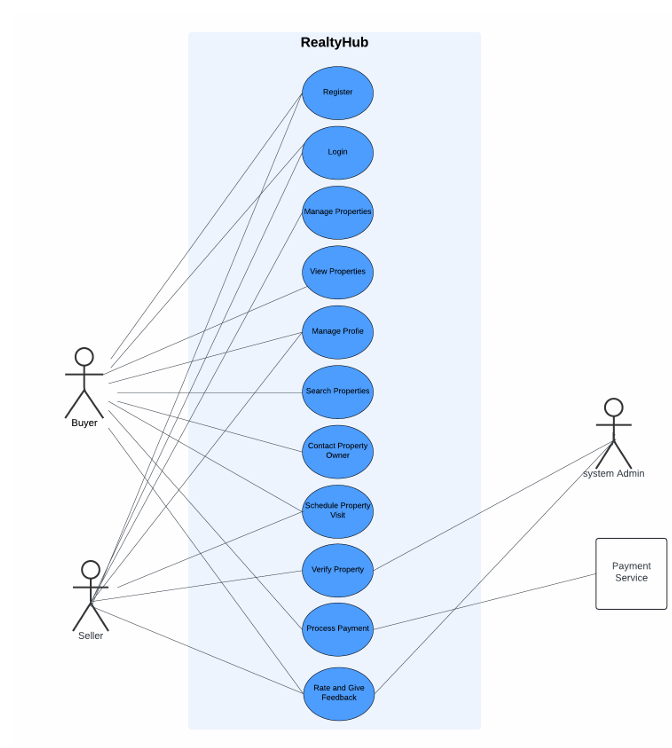 RealtyHub
Register
Login
Manage Properties
View Properties
Manage Profie
Search Properties
Buyer
Contact Property
Owner
system Admin
Schedule Property
Visit
Verify Property
Payment
Service
Seller
Process Payment
Rate and Give
Feedback